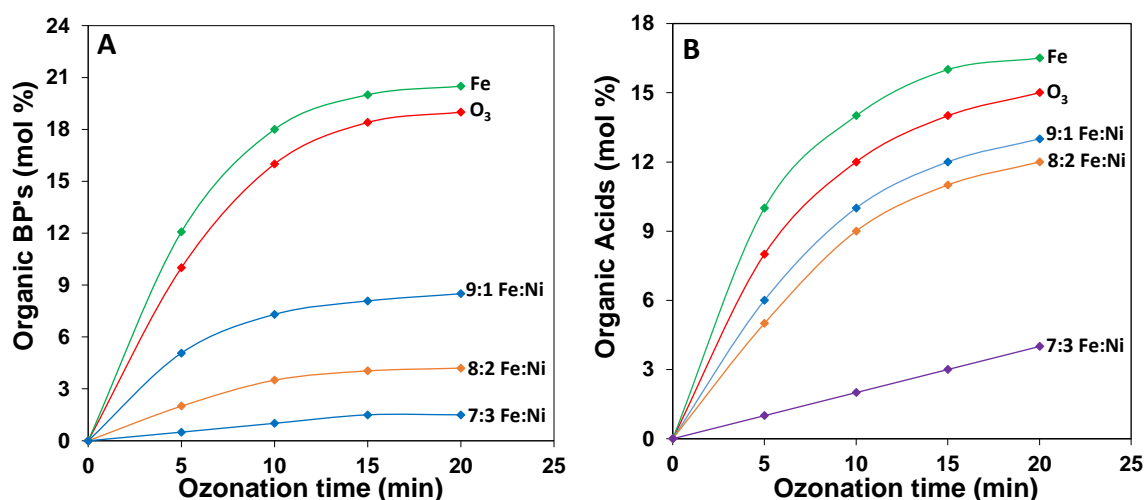 A
Organic BP's (mol %)
24
21
18
15
12
9
6
3
0
Fe
O₃
9:1 Fe:Ni
8:2 Fe:Ni
7:3 Fe:Ni
0 5 10 15 20 25
Ozonation time (min)
B
Organic Acids (mol %)
18
15
12
9
6
3
0
Fe
O₃
9:1 Fe:Ni
8:2 Fe:Ni
7:3 Fe:Ni
0 5 10 15 20 25
Ozonation time (min)